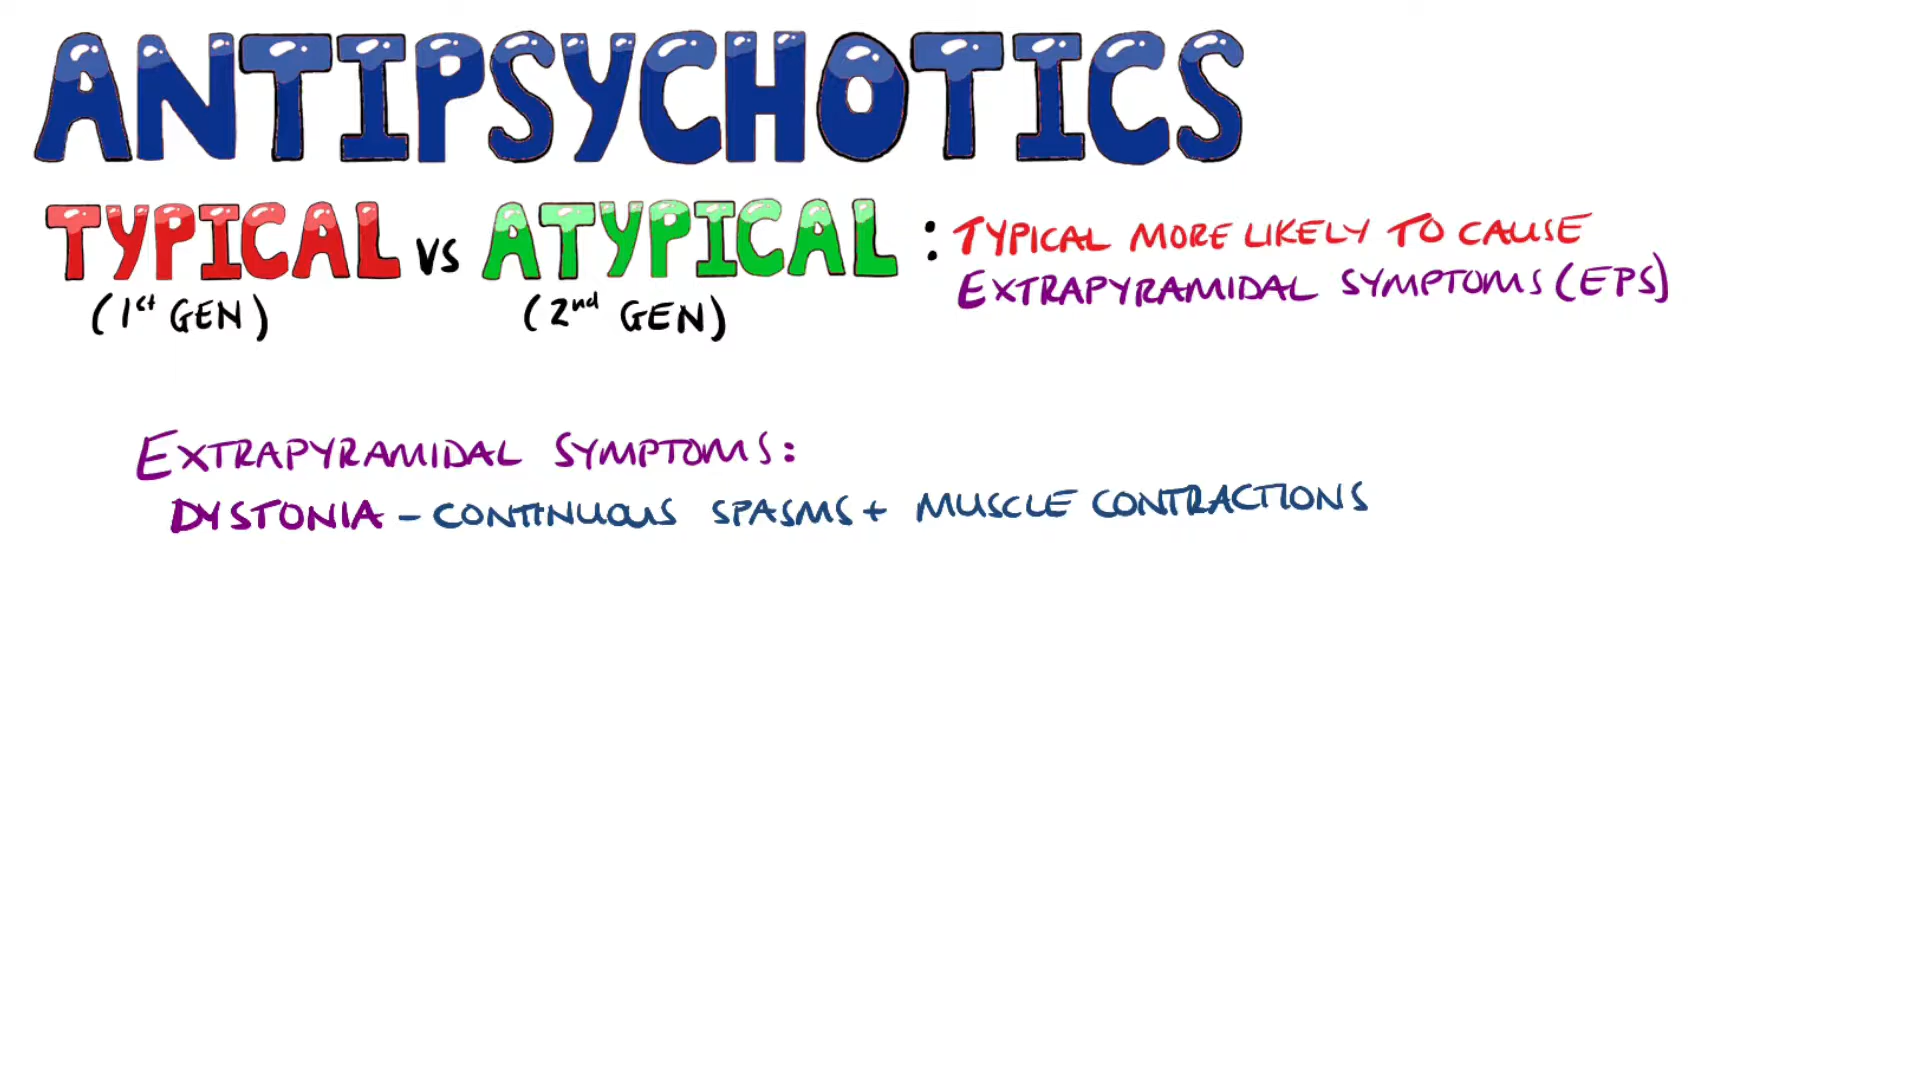 ANTIPSYCHOTICS
TYPICAL VS ATYPICAL : TYPICAL MORE LIKELY TO CAUSE
EXTRAPYRAMIDAL SYMPTOMS (EPS)
(1st GEN) (2nd GEN)
EXTRAPYRAMIDAL SYMPTOMS:
DYSTONIA - CONTINUOUS SPASMS + MUSCLE CONTRACTIONS